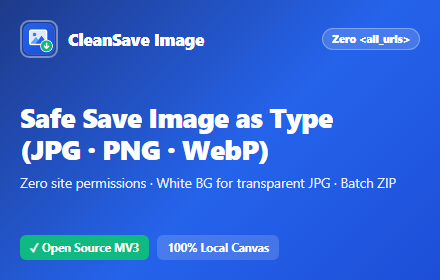 CleanSave Image
Zero <all_urls>
Safe Save Image as Type
(JPG · PNG · WebP)
Zero site permissions · White BG for transparent JPG · Batch ZIP
✓ Open Source MV3
100% Local Canvas